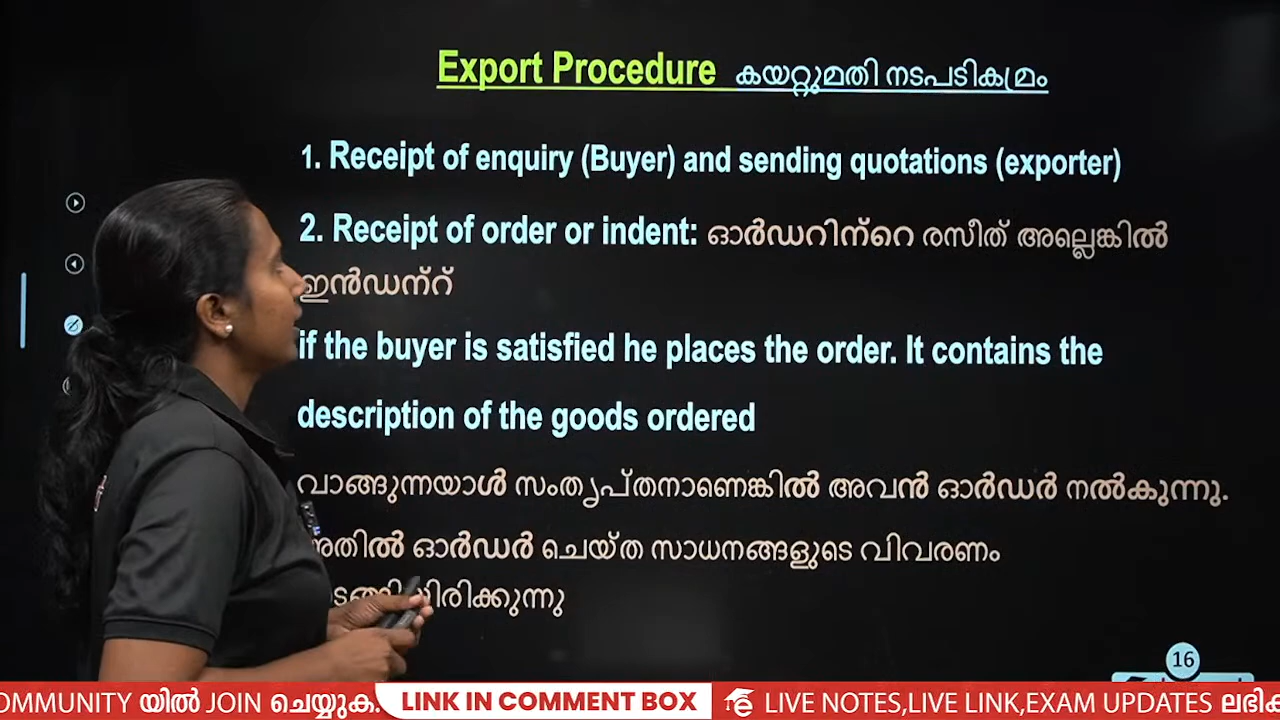 Export Procedure കയറ്റുമതി നടപടിക്രമം
1. Receipt of enquiry (Buyer) and sending quotations (exporter)
2. Receipt of order or indent: ഓർഡറിന്റെ രസീത് അല്ലെങ്കിൽ
ഇൻഡന്റ്
if the buyer is satisfied he places the order. It contains the
description of the goods ordered
വാങ്ങുന്നയാൾ സംതൃപ്തനാണെങ്കിൽ അവൻ ഓർഡർ നൽകുന്നു.
അതിൽ ഓർഡർ ചെയ്ത സാധനങ്ങളുടെ വിവരണം
16
OMMUNITY യിൽ JOIN ചെയ്യുക. LINK IN COMMENT BOX LIVE NOTES,LIVE LINK,EXAM UPDATES ലഭിക